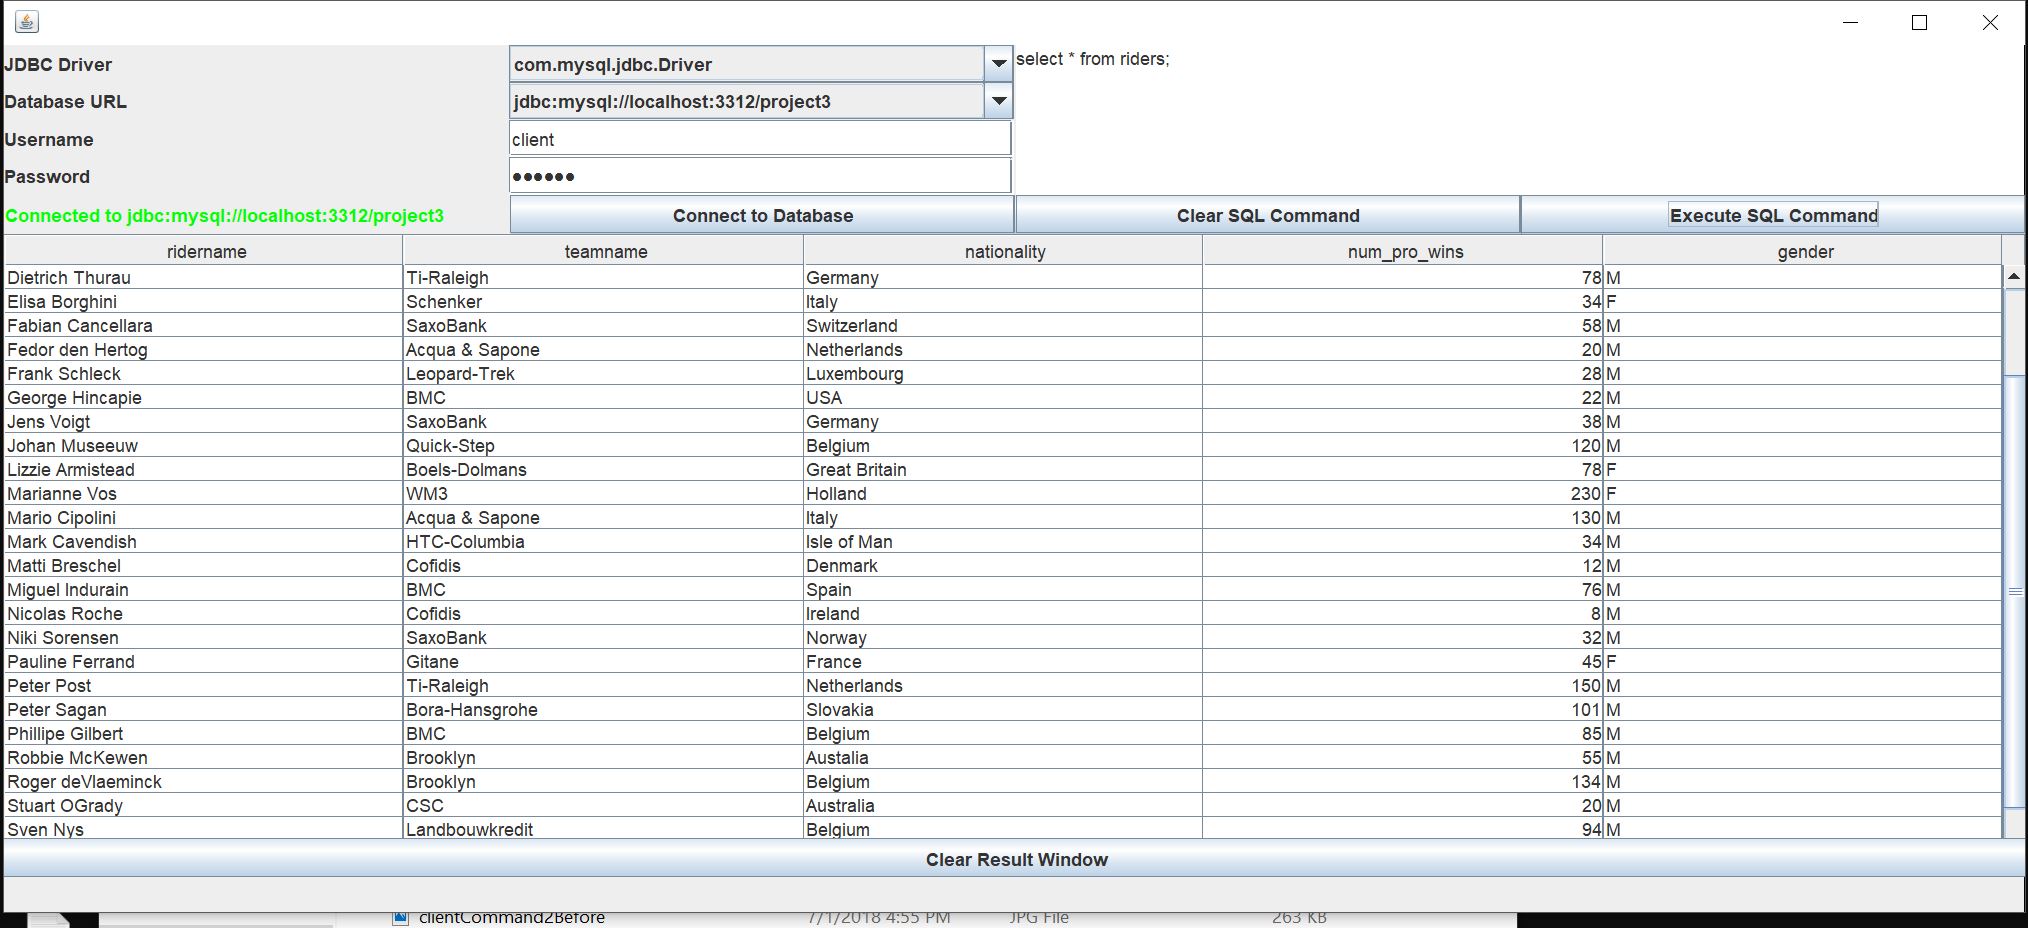 JDBC Driver com.mysql.jdbc.Driver select * from riders;
Database URL jdbc:mysql://localhost:3312/project3
Username client
Password ●●●●●●
Connected to jdbc:mysql://localhost:3312/project3 Connect to Database Clear SQL Command Execute SQL Command
ridername teamname nationality num_pro_wins gender
Dietrich Thurau Ti-Raleigh Germany 78 M
Elisa Borghini Schenker Italy 34 F
Fabian Cancellara SaxoBank Switzerland 58 M
Fedor den Hertog Acqua & Sapone Netherlands 20 M
Frank Schleck Leopard-Trek Luxembourg 28 M
George Hincapie BMC USA 22 M
Jens Voigt SaxoBank Germany 38 M
Johan Museeuw Quick-Step Belgium 120 M
Lizzie Armistead Boels-Dolmans Great Britain 78 F
Marianne Vos WM3 Holland 230 F
Mario Cipolini Acqua & Sapone Italy 130 M
Mark Cavendish HTC-Columbia Isle of Man 34 M
Matti Breschel Cofidis Denmark 12 M
Miguel Indurain BMC Spain 76 M
Nicolas Roche Cofidis Ireland 8 M
Niki Sorensen SaxoBank Norway 32 M
Pauline Ferrand Gitane France 45 F
Peter Post Ti-Raleigh Netherlands 150 M
Peter Sagan Bora-Hansgrohe Slovakia 101 M
Phillipe Gilbert BMC Belgium 85 M
Robbie McKewen Brooklyn Austalia 55 M
Roger deVlaeminck Brooklyn Belgium 134 M
Stuart OGrady CSC Australia 20 M
Sven Nys Landbouwkredit Belgium 94 M
Clear Result Window
clientCommand2Before 7/1/2018 4:55 PM JPG File 263 KB